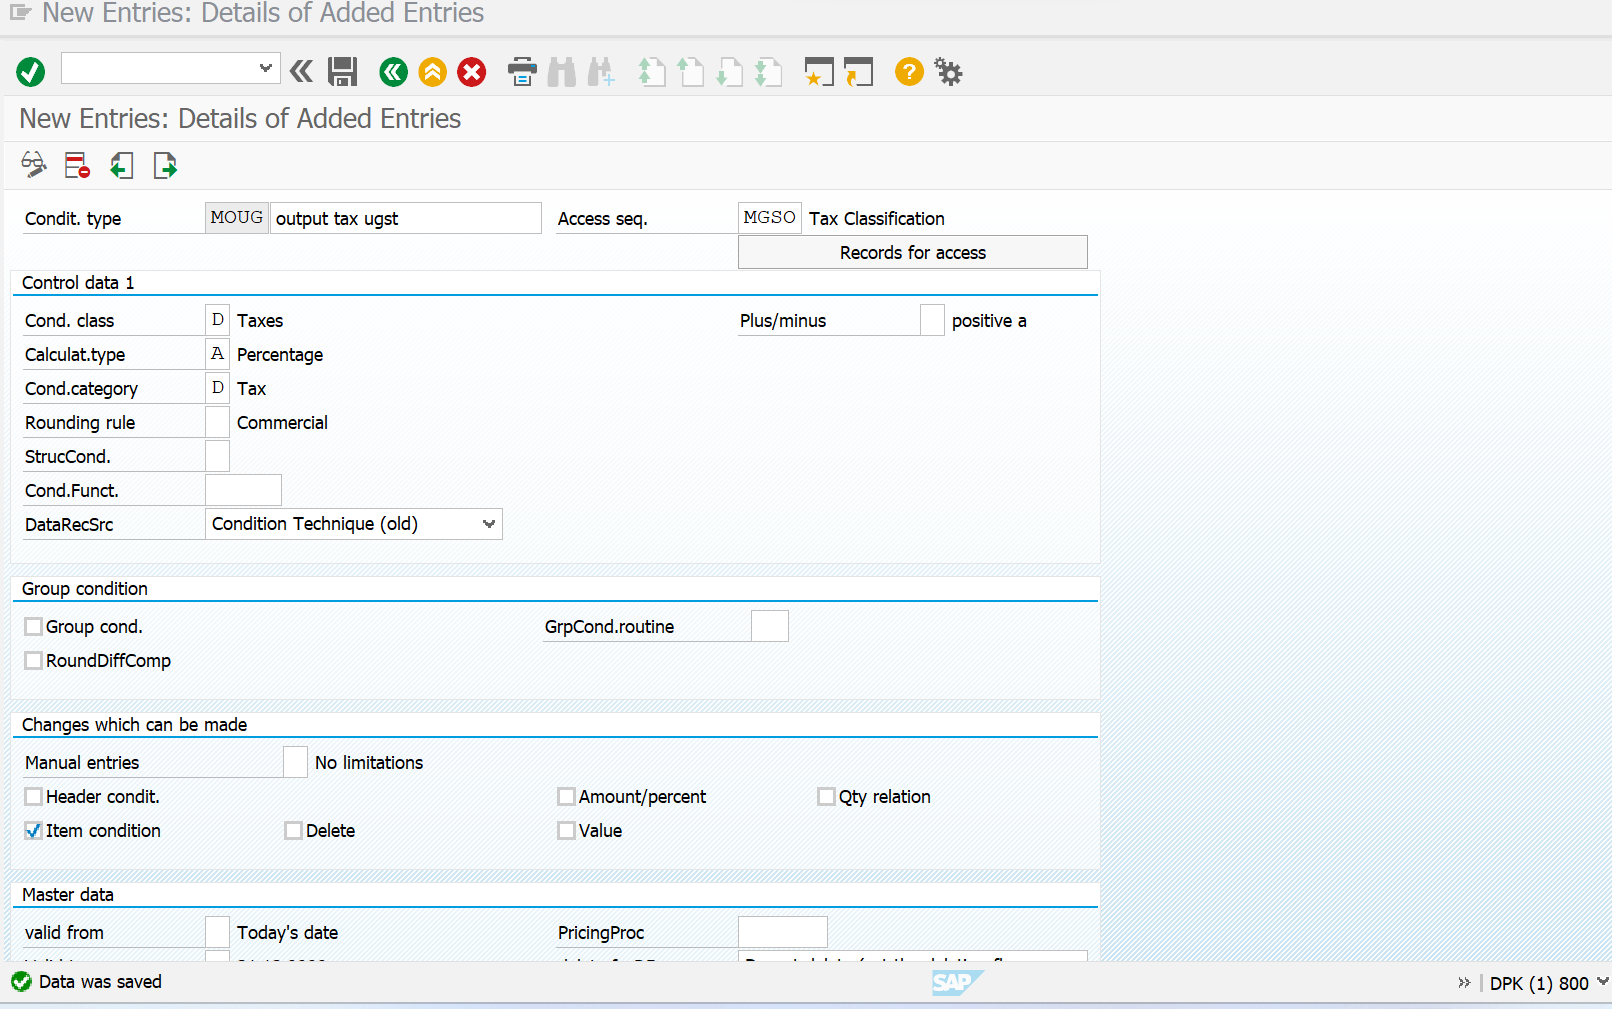 New Entries: Details of Added Entries
New Entries: Details of Added Entries
Condit. type MOUG output tax ugst Access seq. MGSO Tax Classification
Records for access
Control data 1
Cond. class D Taxes Plus/minus positive a
Calculat.type A Percentage
Cond.category D Tax
Rounding rule Commercial
StrucCond.
Cond.Funct.
DataRecSrc Condition Technique (old)
Group condition
Group cond. GrpCond.routine
RoundDiffComp
Changes which can be made
Manual entries No limitations
Header condit. Amount/percent Qty relation
Item condition Delete Value
Master data
valid from Today's date PricingProc
Data was saved SAP DPK (1) 800